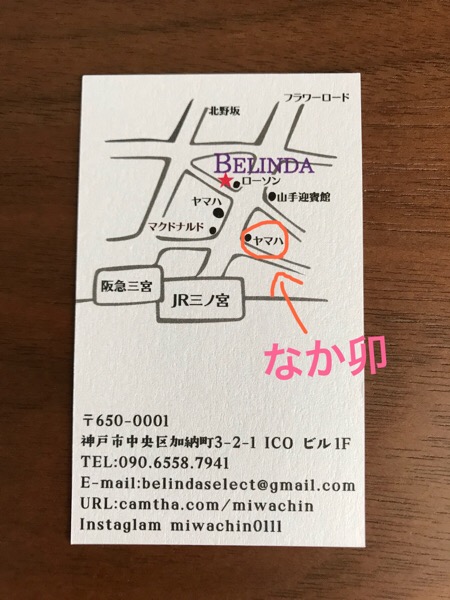 フラワーロード
北野坂
BELINDA
ローソン
山手迎賓館
ヤマハ
マクドナルド
ヤマハ
阪急三宮
JR三ノ宮
なか卯
〒650-0001
神戸市中央区加納町3-2-1 ICO ビル1F
TEL:090.6558.7941
E-mail:belindaselect@gmail.com
URL:camtha.com/miwachin
Instaglam miwachin0111